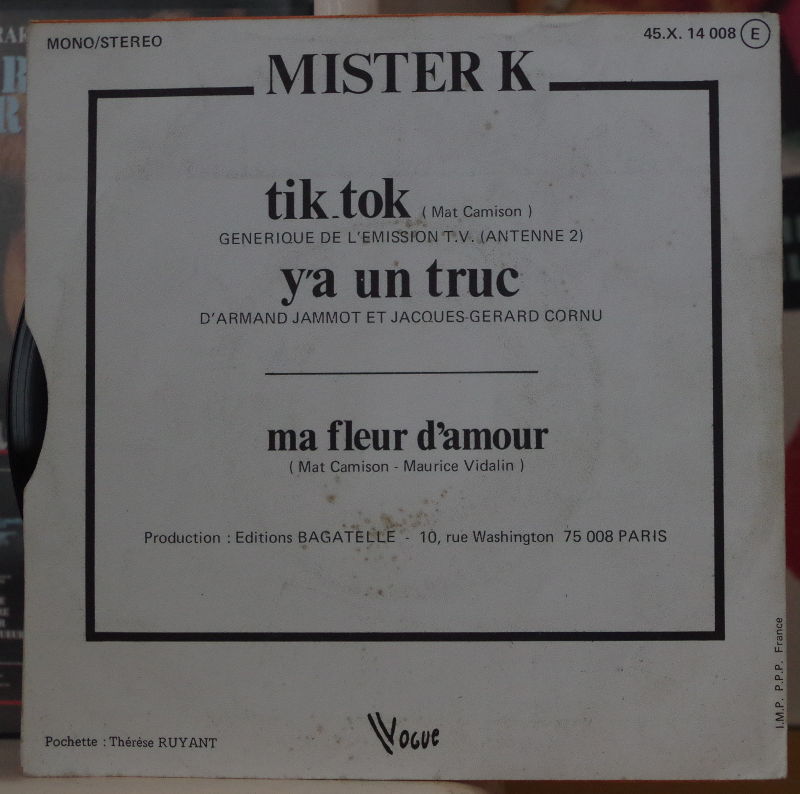 MONO/STEREO
45.X. 14 008 E
MISTER K
tik-tok ( Mat Camison )
GENERIQUE DE L'EMISSION T.V. (ANTENNE 2)
y'a un truc
D'ARMAND JAMMOT ET JACQUES-GERARD CORNU
ma fleur d'amour
( Mat Camison - Maurice Vidalin )
Production : Editions BAGATELLE - 10, rue Washington 75 008 PARIS
I.M.P. P.P.P. France
Pochette : Thérèse RUYANT
Vogue